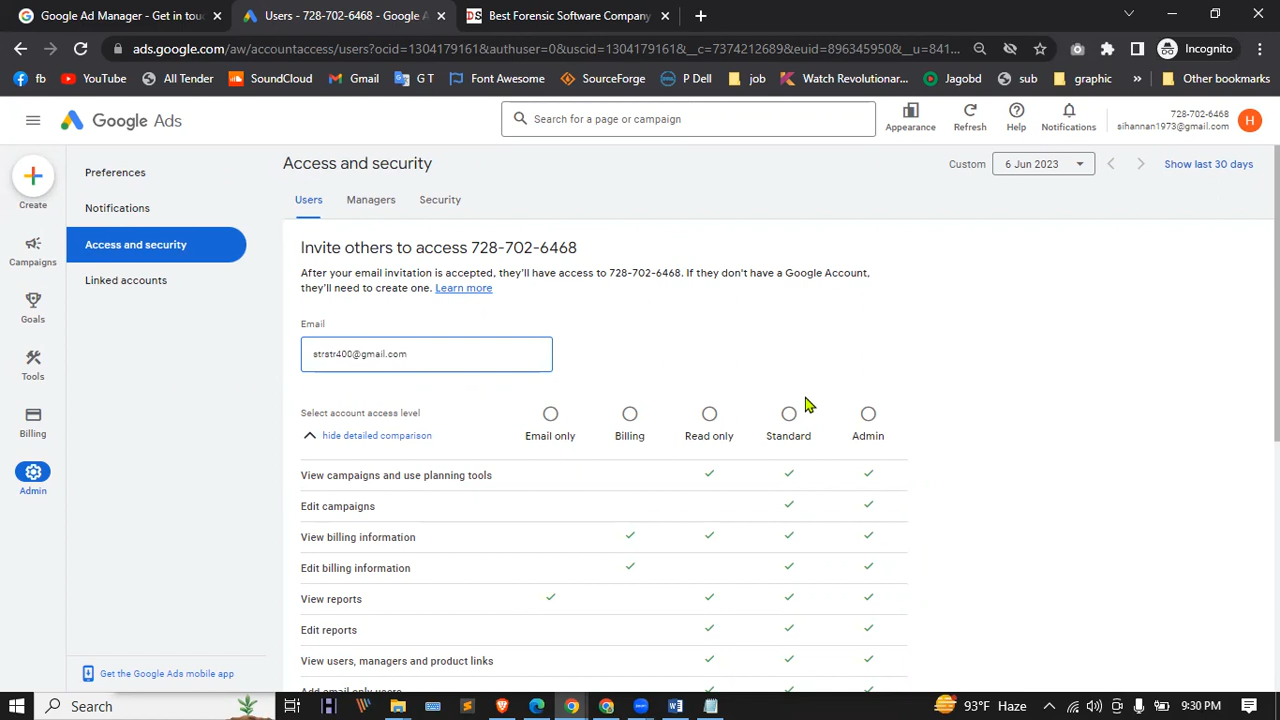 Google Ad Manager - Get in touc
Users - 728-702-6468 - Google A
Best Forensic Software Company
ads.google.com/aw/accountaccess/users?ocid=1304179161&authuser=0&uscid=1304179161&__c=7374212689&euid=896345950&__u=841...
Incognito
fb
YouTube
All Tender
SoundCloud
Gmail
G T
Font Awesome
SourceForge
P Dell
job
Watch Revolutionar...
Jagobd
sub
graphic
Other bookmarks
Google Ads
Search for a page or campaign
Appearance
Refresh
Help
Notifications
728-702-6468
sihannan1973@gmail.com
H
Create
Campaigns
Goals
Tools
Billing
Admin
Preferences
Notifications
Access and security
Linked accounts
Get the Google Ads mobile app
Access and security
Custom
6 Jun 2023
Show last 30 days
Users
Managers
Security
Invite others to access 728-702-6468
After your email invitation is accepted, they'll have access to 728-702-6468. If they don't have a Google Account,
they'll need to create one. Learn more
Email
strstr400@gmail.com
Select account access level
hide detailed comparison
Email only
Billing
Read only
Standard
Admin
View campaigns and use planning tools
Edit campaigns
View billing information
Edit billing information
View reports
Edit reports
View users, managers and product links
Add email only users
Search
93°F Haze
9:30 PM